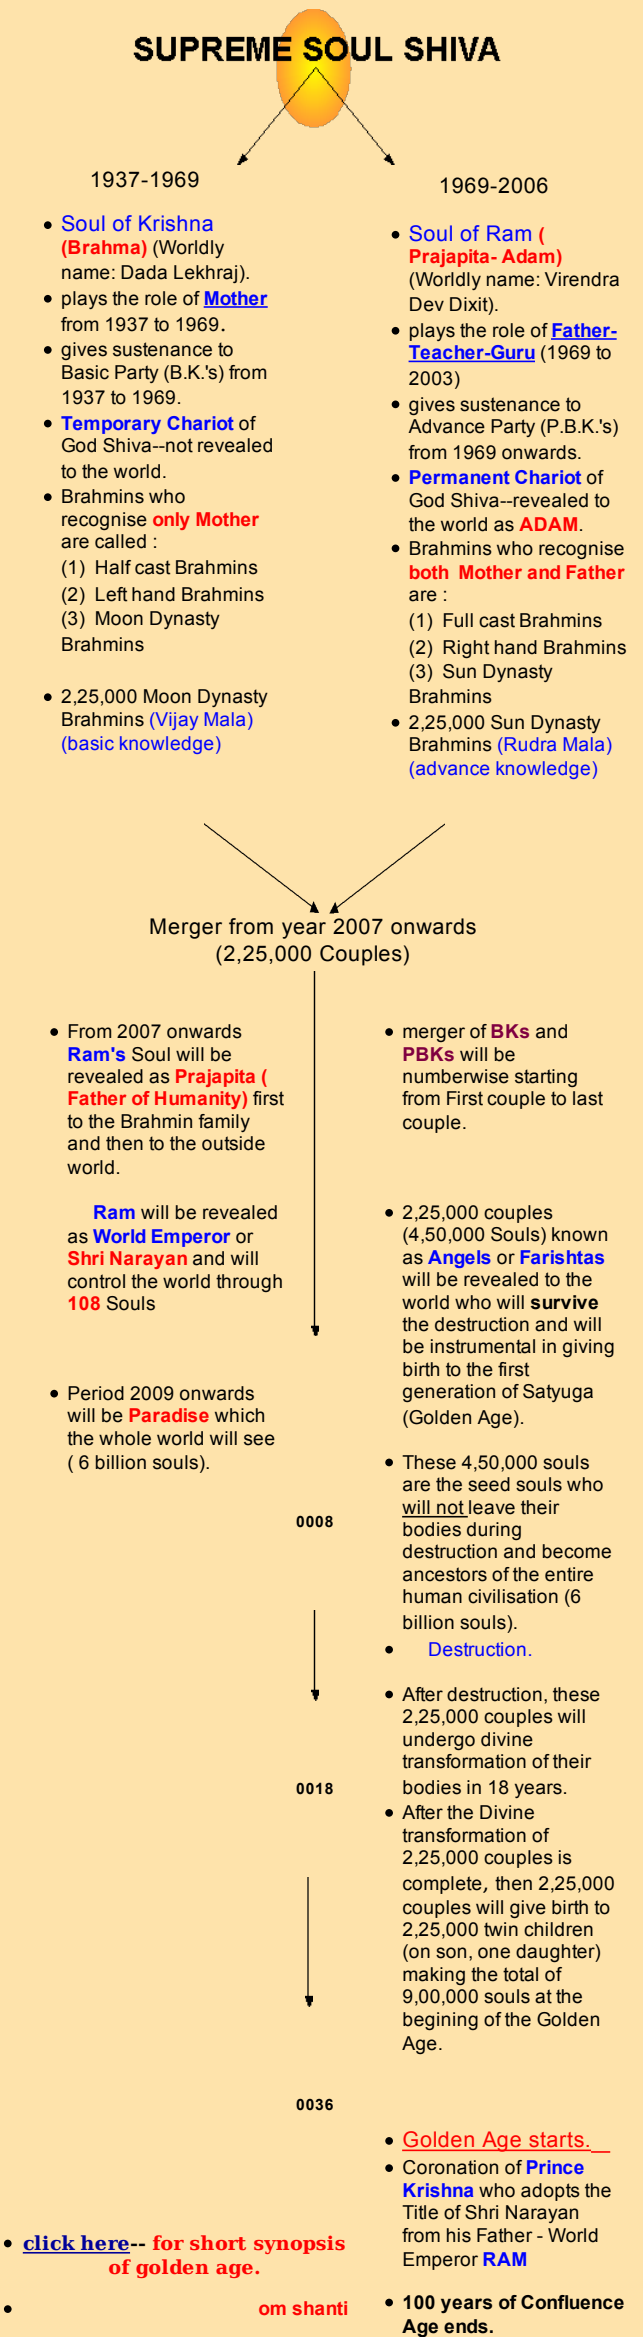 SUPREME SOUL SHIVA
1937-1969
Soul of Krishna
(Brahma) (Worldly
name: Dada Lekhraj).
plays the role of Mother
from 1937 to 1969.
gives sustenance to
Basic Party (B.K.'s) from
1937 to 1969.
Temporary Chariot of
God Shiva--not revealed
to the world.
Brahmins who
recognise only Mother
are called :
(1) Half cast Brahmins
(2) Left hand Brahmins
(3) Moon Dynasty
Brahmins
2,25,000 Moon Dynasty
Brahmins (Vijay Mala)
(basic knowledge)
1969-2006
Soul of Ram (
Prajapita- Adam)
(Worldly name: Virendra
Dev Dixit).
plays the role of Father-
Teacher-Guru (1969 to
2003)
gives sustenance to
Advance Party (P.B.K.'s)
from 1969 onwards.
Permanent Chariot of
God Shiva--revealed to
the world as ADAM.
Brahmins who recognise
both Mother and Father
are :
(1) Full cast Brahmins
(2) Right hand Brahmins
(3) Sun Dynasty
Brahmins
2,25,000 Sun Dynasty
Brahmins (Rudra Mala)
(advance knowledge)
Merger from year 2007 onwards
(2,25,000 Couples)
From 2007 onwards
Ram's Soul will be
revealed as Prajapita (
Father of Humanity) first
to the Brahmin family
and then to the outside
world.
Ram will be revealed
as World Emperor or
Shri Narayan and will
control the world through
108 Souls
Period 2009 onwards
will be Paradise which
the whole world will see
( 6 billion souls).
merger of BKs and
PBKs will be
numberwise starting
from First couple to last
couple.
2,25,000 couples
(4,50,000 Souls) known
as Angels or Farishtas
will be revealed to the
world who will survive
the destruction and will
be instrumental in giving
birth to the first
generation of Satyuga
(Golden Age).
These 4,50,000 souls
are the seed souls who
will not leave their
bodies during
destruction and become
ancestors of the entire
human civilisation (6
billion souls).
0008
Destruction.
After destruction, these
2,25,000 couples will
undergo divine
transformation of their
bodies in 18 years.
0018
After the Divine
transformation of
2,25,000 couples is
complete, then 2,25,000
couples will give birth to
2,25,000 twin children
(on son, one daughter)
making the total of
9,00,000 souls at the
begining of the Golden
Age.
0036
Golden Age starts.
Coronation of Prince
Krishna who adopts the
Title of Shri Narayan
from his Father - World
Emperor RAM
100 years of Confluence
Age ends.
click here-- for short synopsis
of golden age.
om shanti